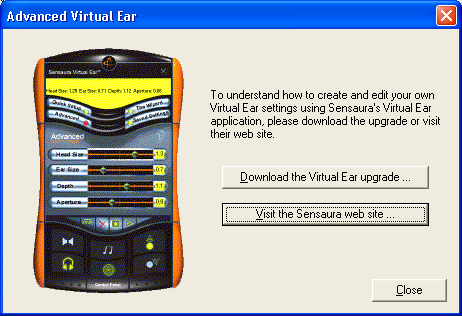 Advanced Virtual Ear
Sensaura Virtual Ear™
Head Size: 1.25 Ear Size: 0.71 Depth: 1.12 Aperture: 0.86
Quick Setup
Ear Wizard
Advanced
Saved Settings
Advanced
Head Size
1.3
Ear Size
0.7
Depth
1.1
Aperture
0.9
Control Panel
To understand how to create and edit your own
Virtual Ear settings using Sensaura's Virtual Ear
application, please download the upgrade or visit
their web site.
Download the Virtual Ear upgrade ...
Visit the Sensaura web site ...
Close